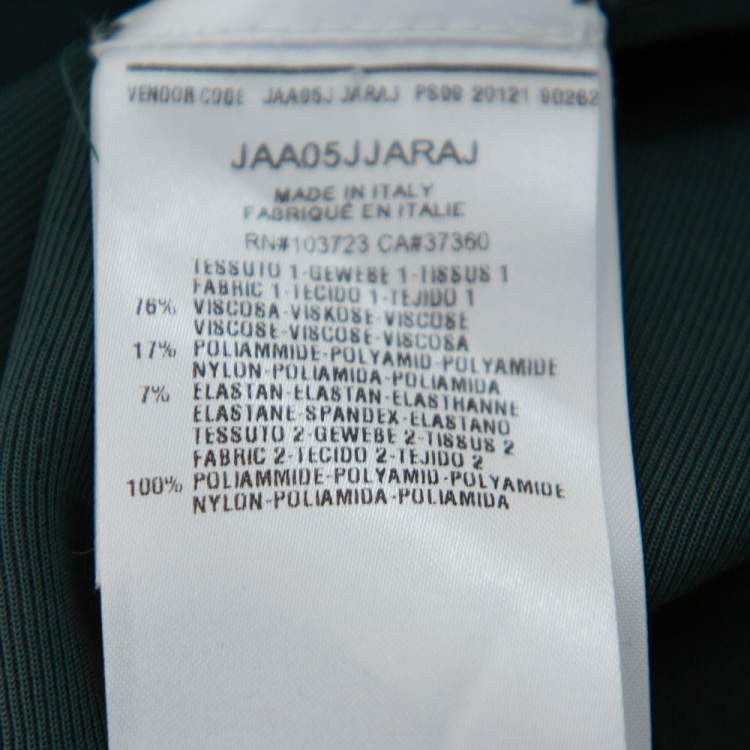 VENDOR CODE JAA05J JARAJ PS09 20121 90262
JAA05JJARAJ
MADE IN ITALY
FABRIQUÉ EN ITALIE
RN#103723 CA#37360
TESSUTO 1-GEWEBE 1-TISSUS 1
FABRIC 1-TECIDO 1-TEJIDO 1
76% VISCOSA-VISKOSE-VISCOSE
VISCOSE-VISCOSE-VISCOSA
17% POLIAMMIDE-POLYAMID-POLYAMIDE
NYLON-POLIAMIDA-POLIAMIDA
7% ELASTAN-ELASTAN-ELASTHANNE
ELASTANE-SPANDEX-ELASTANO
TESSUTO 2-GEWEBE 2-TISSUS 2
FABRIC 2-TECIDO 2-TEJIDO 2
100% POLIAMMIDE-POLYAMID-POLYAMIDE
NYLON-POLIAMIDA-POLIAMIDA